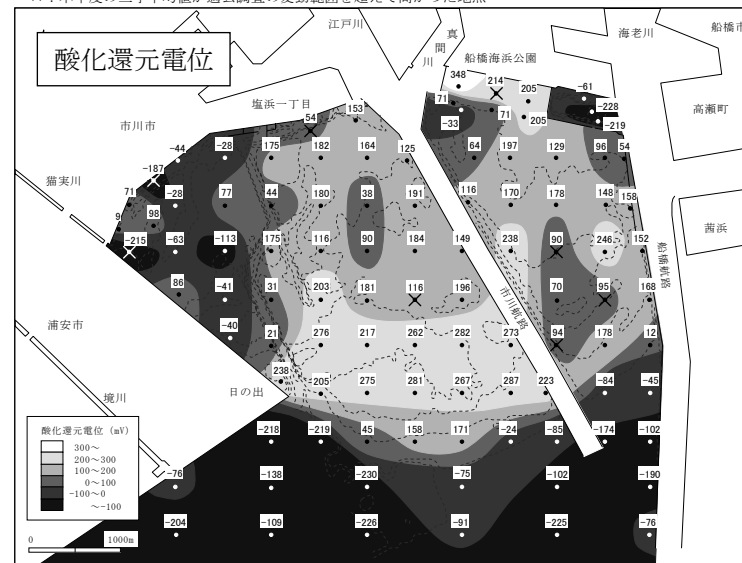 酸化還元電位
江戸川
真間川
船橋海浜公園
海老川
船橋市
高瀬町
塩浜一丁目
市川市
猫実川
茜浜
船橋航路
市川航路
浦安市
境川
日の出
348 214 205 -61
153 71 71 205 -228
54 -33 -219
-44 -28 175 182 164 125 64 197 129 96 54
-187
71 -28 77 44 180 38 191 116 170 178 148 158
9 98
-215 -63 -113 175 116 90 184 149 238 90 246 152
86 -41 31 203 181 116 196 70 95 168
-40 21 276 217 262 282 273 94 178 12
238 -205 275 281 267 287 223 -84 -45
-218 -219 45 158 171 -24 -85 -174 -102
-76 -138 -230 -75 -102 -190
-204 -109 -226 -91 -225 -76
酸化還元電位 (mV)
300～
200～300
100～200
0～100
-100～0
～-100
0 1000m